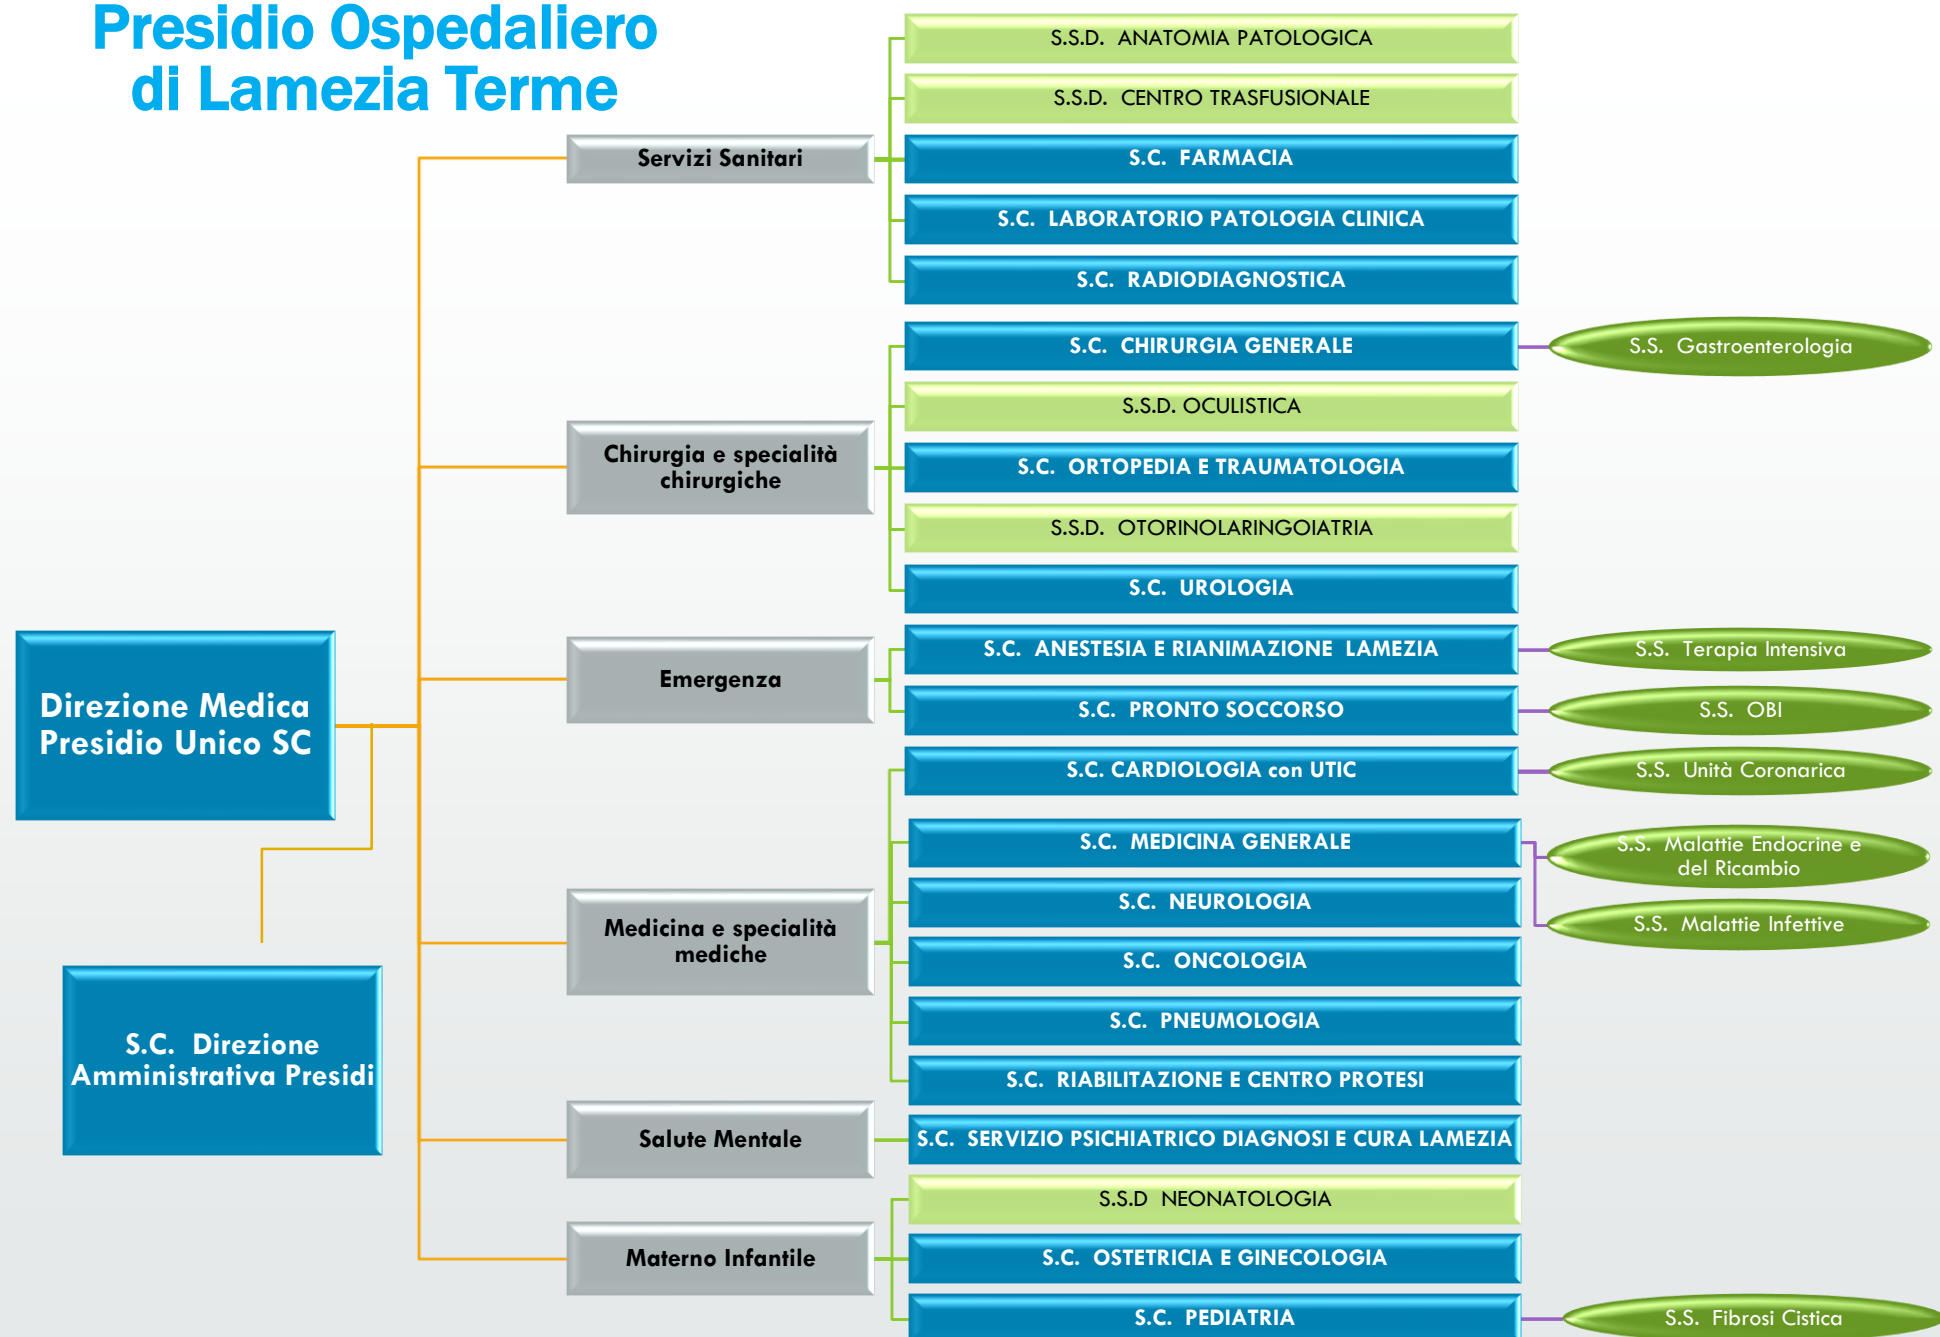 Presidio Ospedaliero
di Lamezia Terme
Direzione Medica
Presidio Unico SC
S.C. Direzione
Amministrativa Presidi
Servizi Sanitari
S.S.D. ANATOMIA PATOLOGICA
S.S.D. CENTRO TRASFUSIONALE
S.C. FARMACIA
S.C. LABORATORIO PATOLOGIA CLINICA
S.C. RADIODIAGNOSTICA
Chirurgia e specialità
chirurgiche
S.C. CHIRURGIA GENERALE
S.S. Gastroenterologia
S.S.D. OCULISTICA
S.C. ORTOPEDIA E TRAUMATOLOGIA
S.S.D. OTORINOLARINGOIATRIA
S.C. UROLOGIA
Emergenza
S.C. ANESTESIA E RIANIMAZIONE LAMEZIA
S.S. Terapia Intensiva
S.C. PRONTO SOCCORSO
S.S. OBI
Medicina e specialità
mediche
S.C. CARDIOLOGIA con UTIC
S.S. Unità Coronarica
S.C. MEDICINA GENERALE
S.S. Malattie Endocrine e
del Ricambio
S.S. Malattie Infettive
S.C. NEUROLOGIA
S.C. ONCOLOGIA
S.C. PNEUMOLOGIA
S.C. RIABILITAZIONE E CENTRO PROTESI
Salute Mentale
S.C. SERVIZIO PSICHIATRICO DIAGNOSI E CURA LAMEZIA
Materno Infantile
S.S.D NEONATOLOGIA
S.C. OSTETRICIA E GINECOLOGIA
S.C. PEDIATRIA
S.S. Fibrosi Cistica